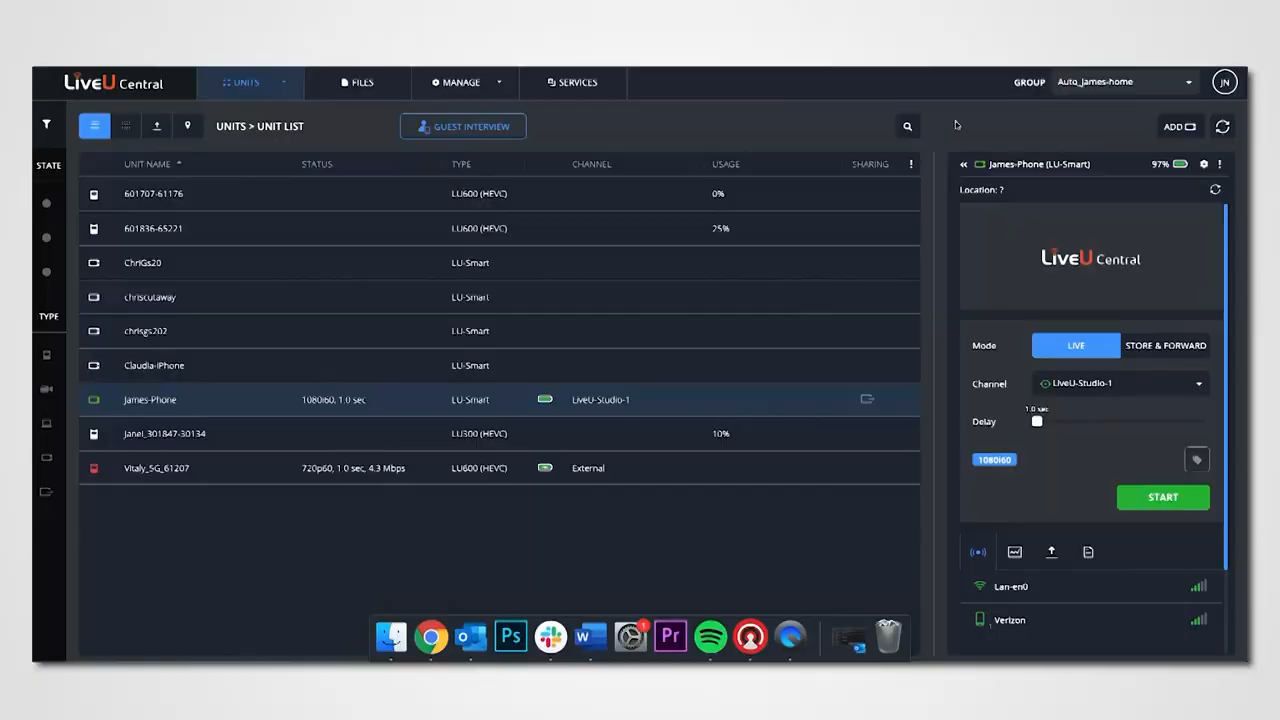 LiveU Central
UNITS
FILES
MANAGE
SERVICES
GROUP
Auto_James-home
JN
UNITS > UNIT LIST
GUEST INTERVIEW
ADD
STATE
TYPE
UNIT NAME STATUS TYPE CHANNEL USAGE SHARING
601707-61176 LU600 (HEVC) 0%
601836-65221 LU600 (HEVC) 25%
ChriGs20 LU-Smart
chriscutaway LU-Smart
chrisgs202 LU-Smart
Claudia-iPhone LU-Smart
James-Phone 1080i60, 1.0 sec LU-Smart LiveU-Studio-1
Janel_301847-30134 LU300 (HEVC) 10%
Vitaly_5G_61207 720p60, 1.0 sec, 4.3 Mbps LU600 (HEVC) External
James-Phone (LU-Smart) 97%
Location: ?
LiveU Central
Mode LIVE STORE & FORWARD
Channel LiveU-Studio-1
1.0 sec
Delay
1080i60
START
Lan-en0
Verizon
Ps
W
1
Pr